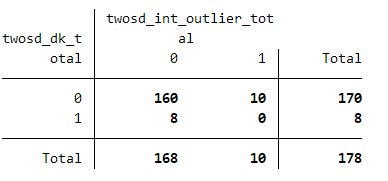 twosd_int_outlier_tot
twosd_dk_t al
otal 0 1 Total
0 160 10 170
1 8 0 8
Total 168 10 178